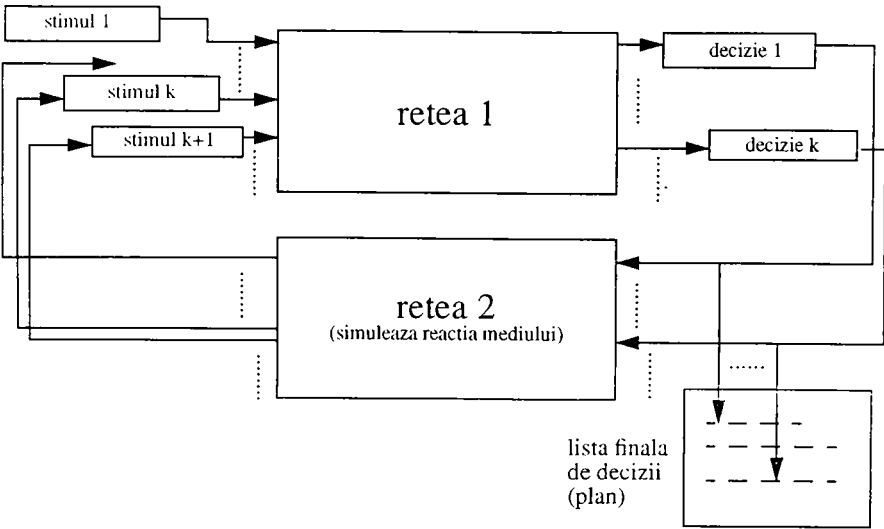 stimul 1
stimul k
stimul k+1
retea 1
decizie 1
decizie k
retea 2
(simuleaza reactia mediului)
lista finala
de decizii
(plan)